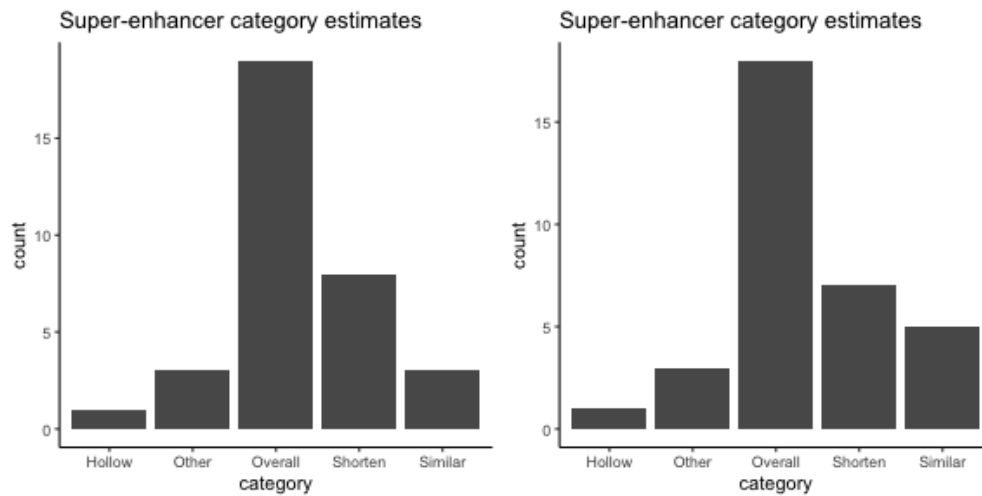 Super-enhancer category estimates
count
15
10
5
0
Hollow Other Overall Shorten Similar
category
Super-enhancer category estimates
count
15
10
5
0
Hollow Other Overall Shorten Similar
category